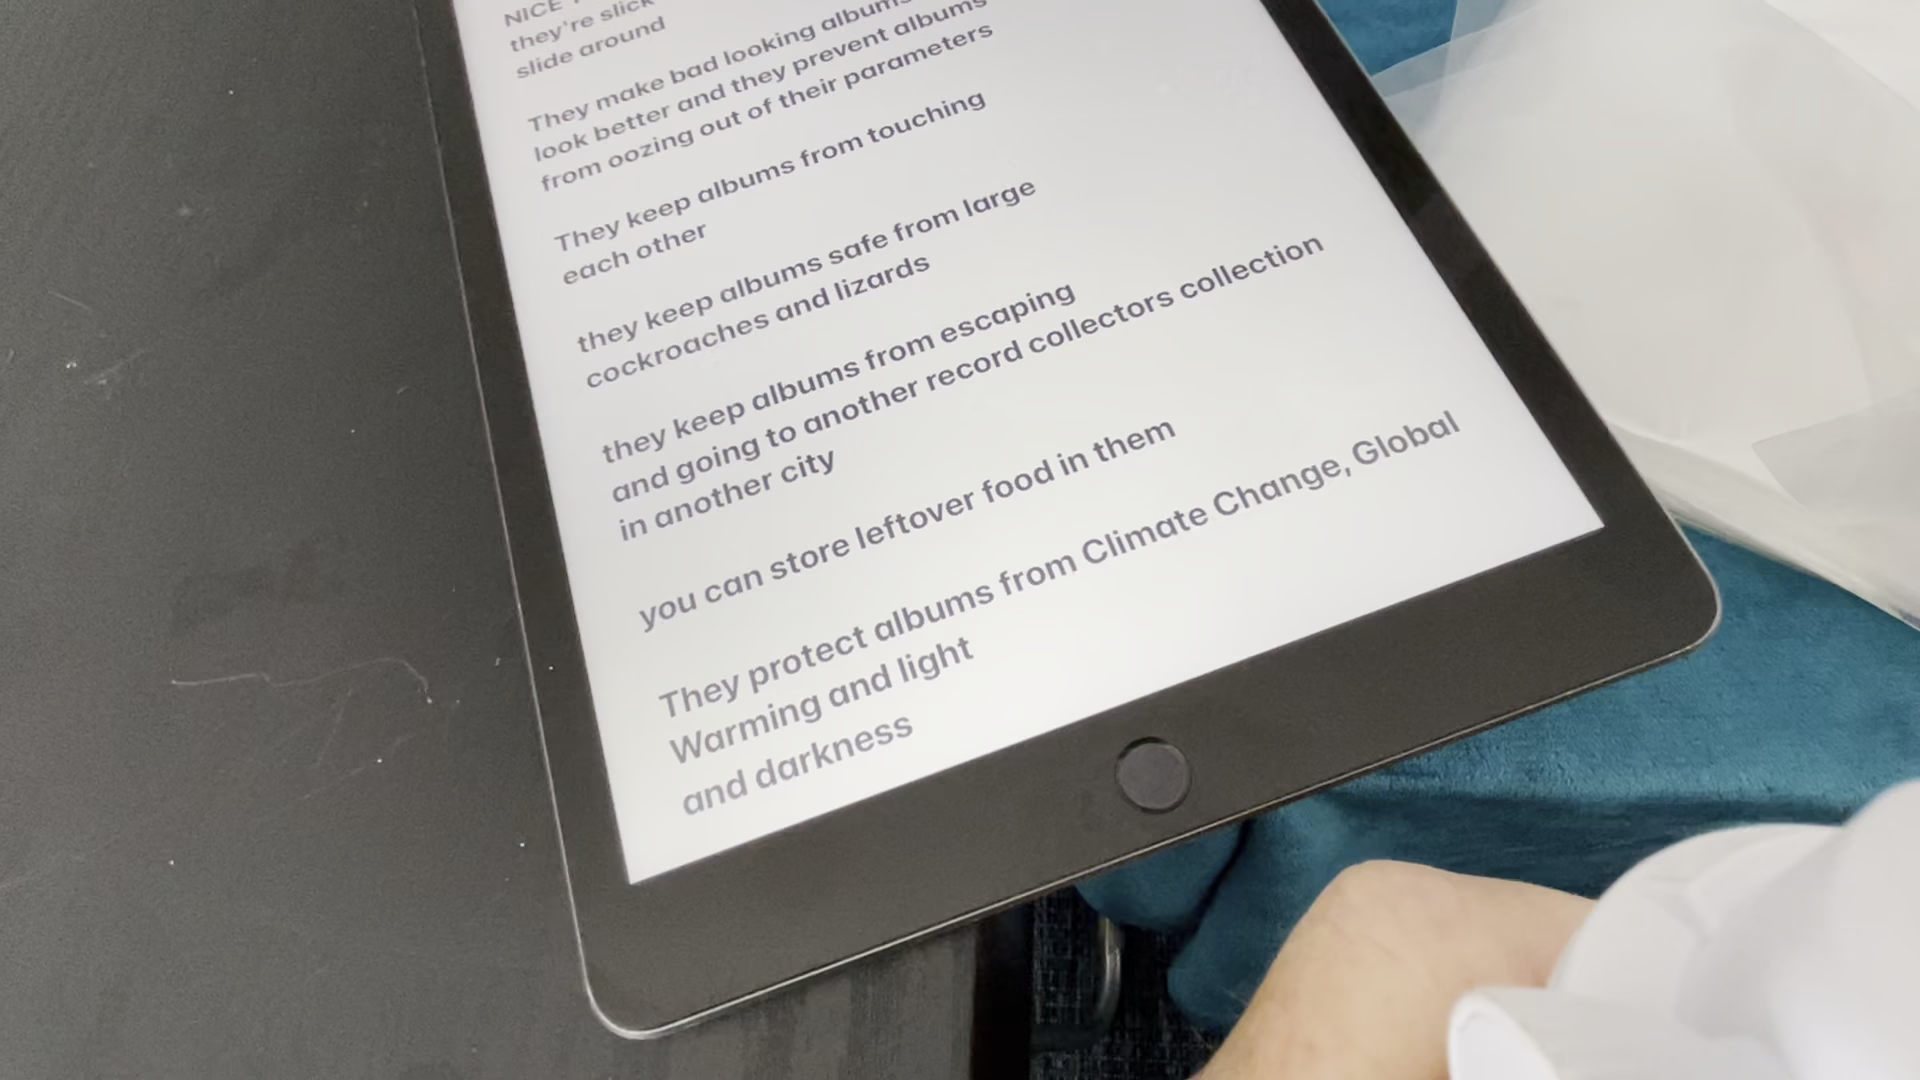 NICE
they're slick
slide around
They make bad looking albums
look better and they prevent albums
from oozing out of their parameters
They keep albums from touching
each other
they keep albums safe from large
cockroaches and lizards
they keep albums from escaping
and going to another record collectors collection
in another city
you can store leftover food in them
They protect albums from Climate Change, Global
Warming and light
and darkness